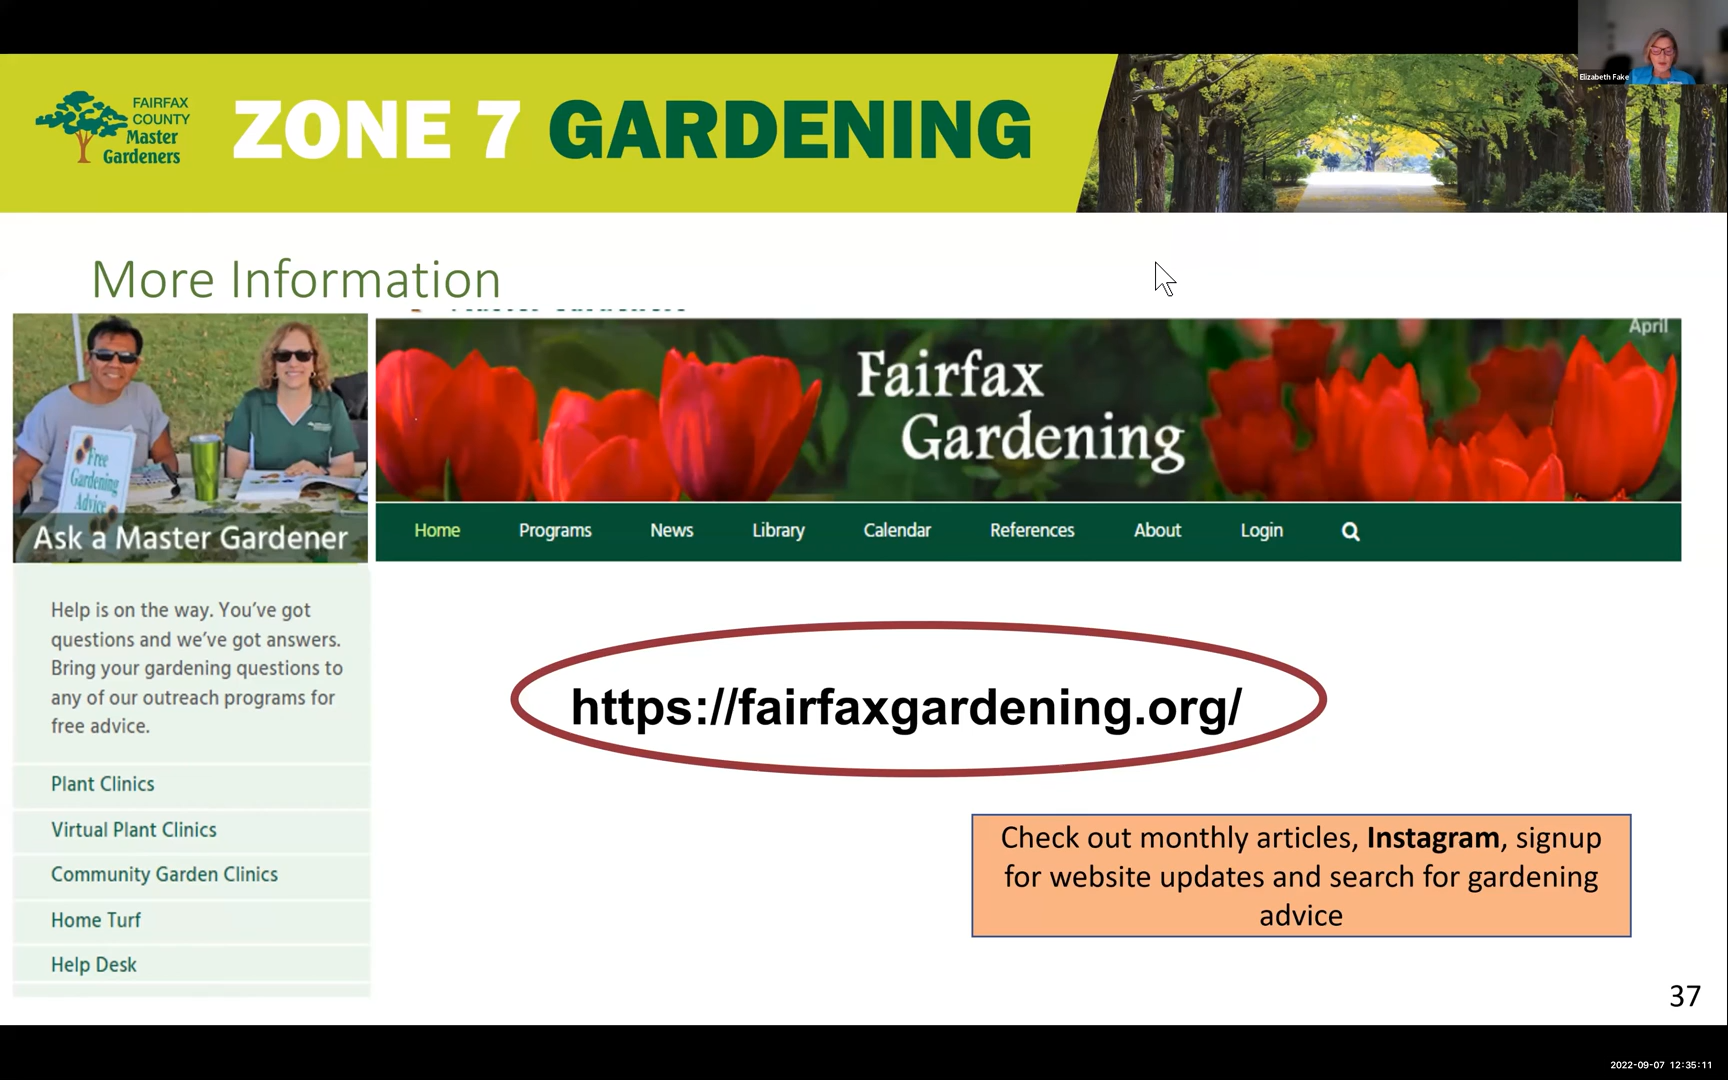 Elizabeth Fake
FAIRFAX
COUNTY
Master
Gardeners
ZONE 7 GARDENING
More Information
April
Fairfax
Gardening
Free
Gardening
Advice
Ask a Master Gardener
Home Programs News Library Calendar References About Login
Help is on the way. You've got
questions and we've got answers.
Bring your gardening questions to
any of our outreach programs for
free advice.
Plant Clinics
Virtual Plant Clinics
Community Garden Clinics
Home Turf
Help Desk
https://fairfaxgardening.org/
Check out monthly articles, Instagram, signup
for website updates and search for gardening
advice
37
2022-09-07 12:35:11